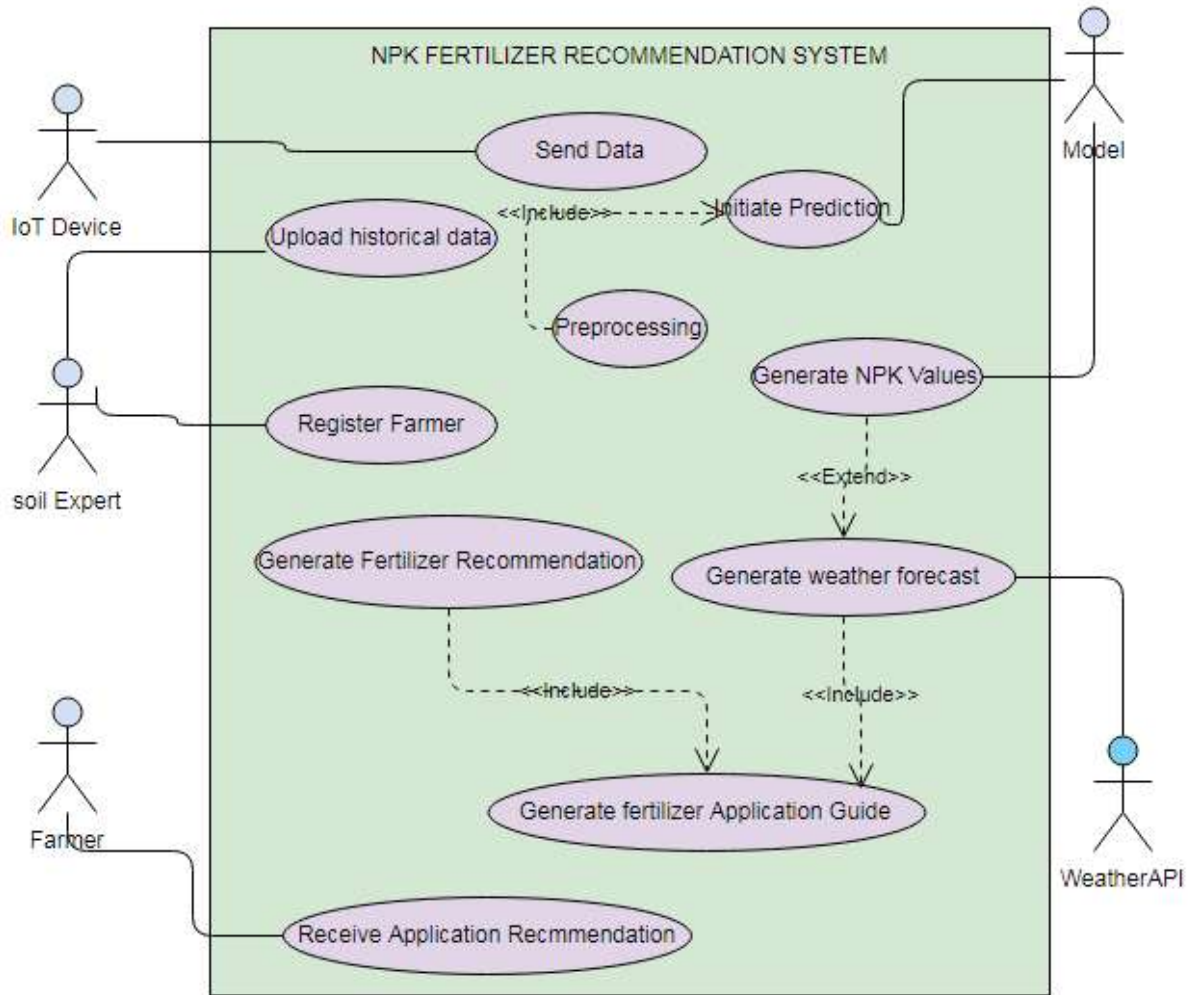 NPK FERTILIZER RECOMMENDATION SYSTEM
Send Data
Model
<<Include>>
Initiate Prediction
IoT Device
Upload historical data
Preprocessing
Generate NPK Values
Register Farmer
<<Extend>>
soil Expert
Generate Fertilizer Recommendation
Generate weather forecast
<<Include>>
<<Include>>
Generate fertilizer Application Guide
Farmer
WeatherAPI
Receive Application Recmmendation